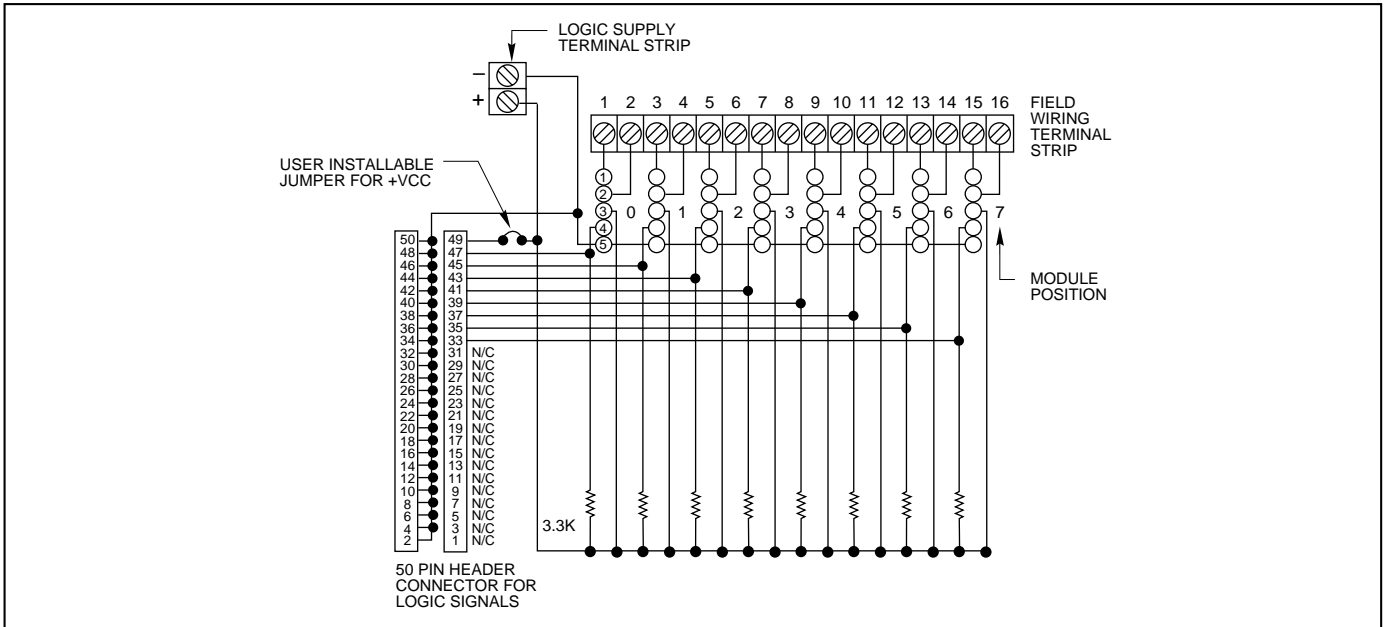 LOGIC SUPPLY
TERMINAL STRIP
−
+
1 2 3 4 5 6 7 8 9 10 11 12 13 14 15 16
FIELD
WIRING
TERMINAL
STRIP
USER INSTALLABLE
JUMPER FOR +VCC
1
2
3 0 1 2 3 4 5 6 7
4
5
MODULE
POSITION
50 49
48 47
46 45
44 43
42 41
40 39
38 37
36 35
34 33
32 31 N/C
30 29 N/C
28 27 N/C
26 25 N/C
24 23 N/C
22 21 N/C
20 19 N/C
18 17 N/C
16 15 N/C
14 13 N/C
12 11 N/C
10 9 N/C
8 7 N/C
6 5 N/C
4 3 N/C
2 1 N/C
3.3K
50 PIN HEADER
CONNECTOR FOR
LOGIC SIGNALS